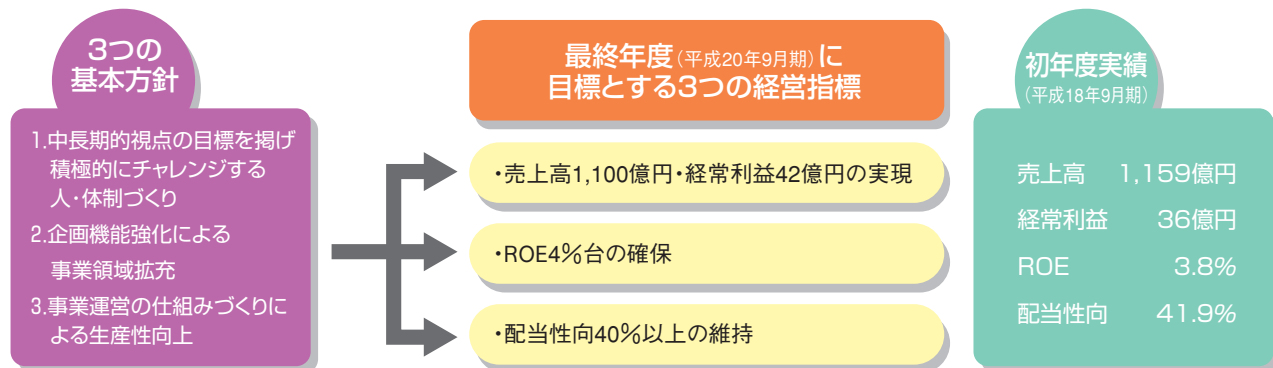 3つの
基本方針
1.中長期的視点の目標を掲げ
積極的にチャレンジする
人・体制づくり
2.企画機能強化による
事業領域拡充
3.事業運営の仕組みづくりに
よる生産性向上
最終年度(平成20年9月期)に
目標とする3つの経営指標
・売上高1,100億円・経常利益42億円の実現
・ROE4%台の確保
・配当性向40%以上の維持
初年度実績
(平成18年9月期)
売上高 1,159億円
経常利益 36億円
ROE 3.8%
配当性向 41.9%